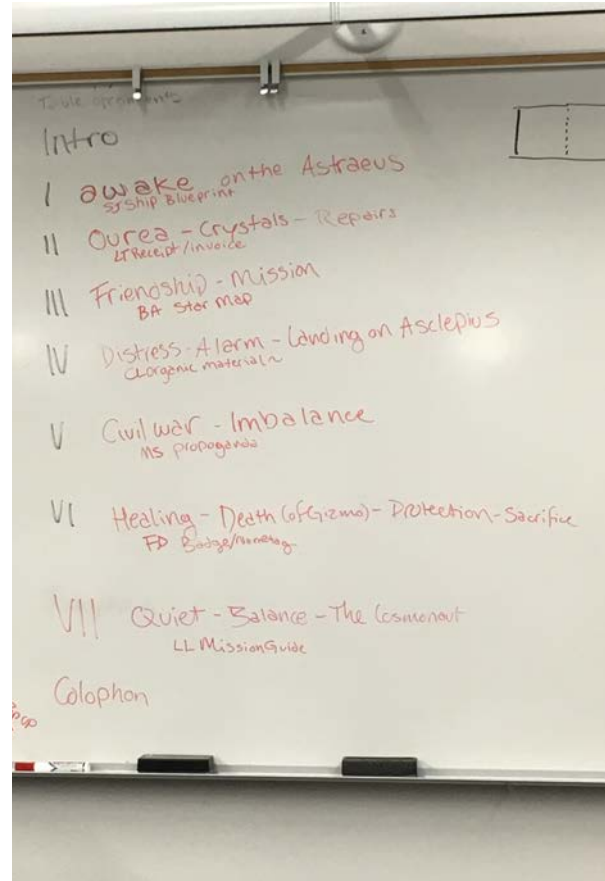 Table of contents
Intro
I awake on the Astraeus
SJ Ship Blueprint
II Ourea - Crystals - Repairs
LT Receipt/invoice
III Friendship - Mission
BA Star Map
IV Distress - Alarm - Landing on Asclepius
CL organic material
V Civil war - Imbalance
MS propoganda
VI Healing - Death (of Gizmo) - Protection - Sacrifice
FD Badge/nametag
VII Quiet - Balance - The Cosmonaut
LL Mission Guide
Colophon